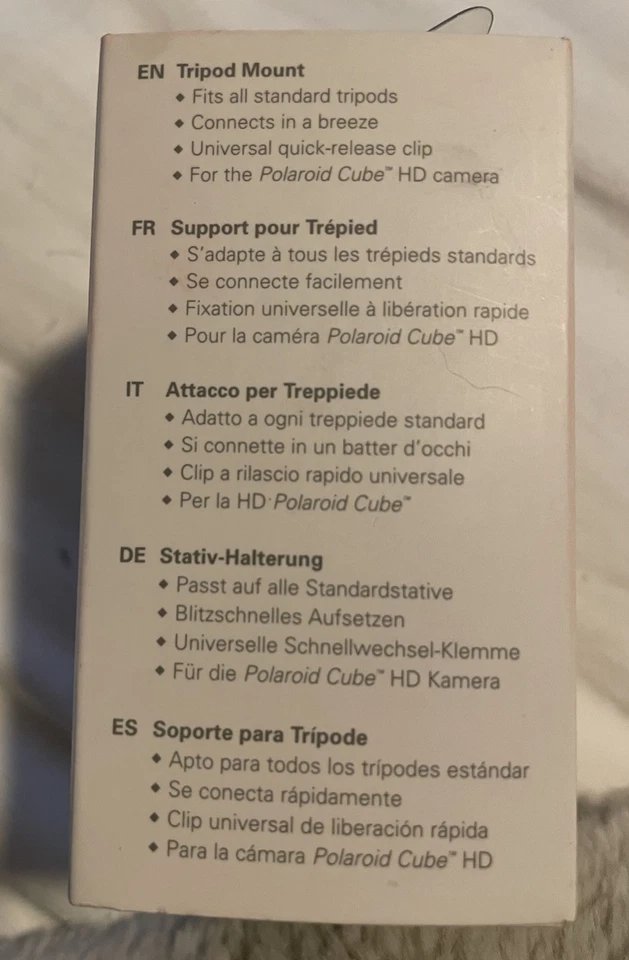 EN Tripod Mount
◆ Fits all standard tripods
◆ Connects in a breeze
◆ Universal quick-release clip
◆ For the Polaroid Cube™ HD camera
FR Support pour Trépied
◆ S'adapte à tous les trépieds standards
◆ Se connecte facilement
◆ Fixation universelle à libération rapide
◆ Pour la caméra Polaroid Cube™ HD
IT Attacco per Treppiede
◆ Adatto a ogni treppiede standard
◆ Si connette in un batter d'occhi
◆ Clip a rilascio rapido universale
◆ Per la HD Polaroid Cube™
DE Stativ-Halterung
◆ Passt auf alle Standardstative
◆ Blitzschnelles Aufsetzen
◆ Universelle Schnellwechsel-Klemme
◆ Für die Polaroid Cube™ HD Kamera
ES Soporte para Trípode
◆ Apto para todos los trípodes estándar
◆ Se conecta rápidamente
◆ Clip universal de liberación rápida
◆ Para la cámara Polaroid Cube™ HD